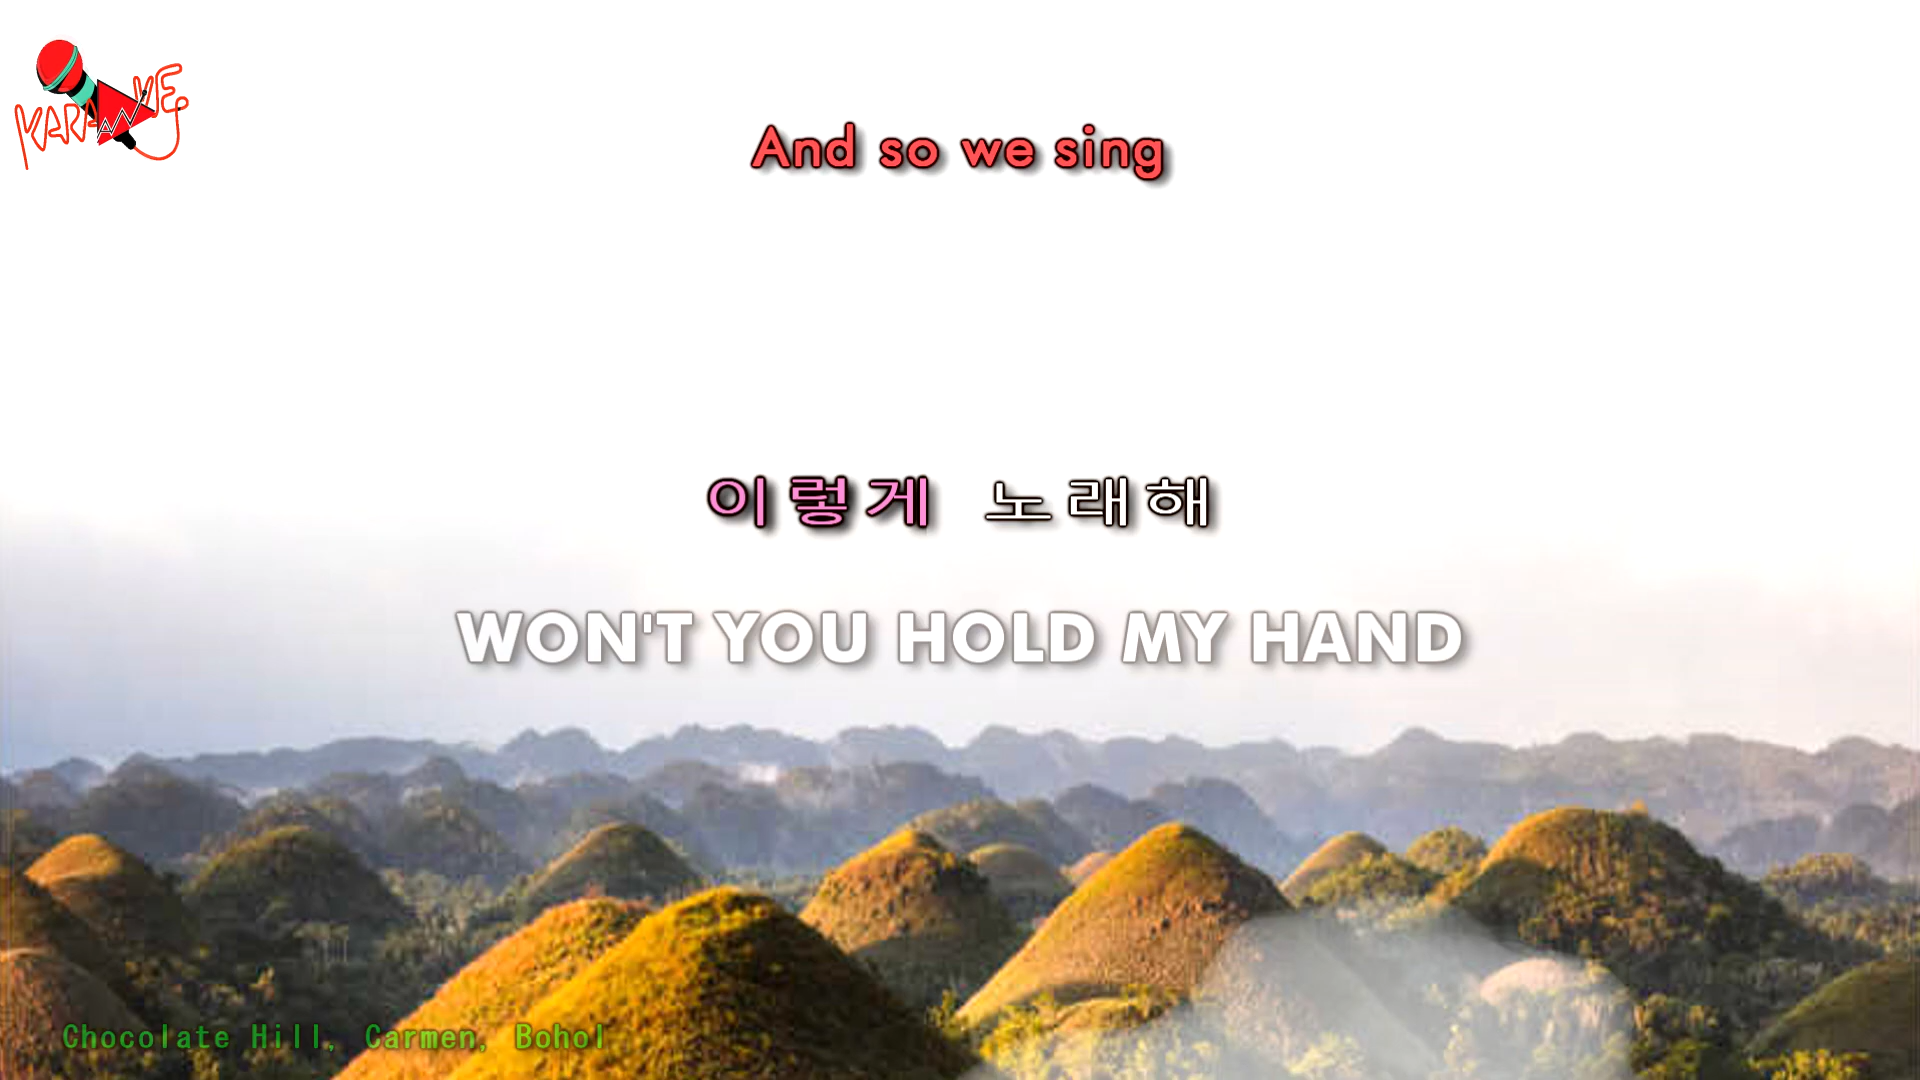 KARAOKE
And so we sing
이렇게 노래해
WON'T YOU HOLD MY HAND
Chocolate Hill, Carmen, Bohol